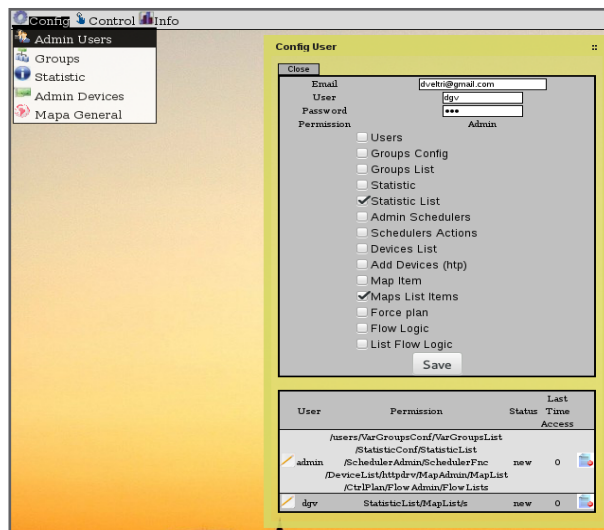 Config Control Info
Admin Users
Groups
Statistic
Admin Devices
Mapa General
Config User ::
Close
Email dveltri@gmail.com
User dgv
Password •••
Permission Admin
Users
Groups Config
Groups List
Statistic
Statistic List
Admin Schedulers
Schedulers Actions
Devices List
Add Devices (htp)
Map Item
Maps List Items
Force plan
Flow Logic
List Flow Logic
Save
Last
User Permission Status Time
Access
/users/VarGroupsConf/VarGroupsList
/StatisticConf/StatisticList
admin /SchedulerAdmin/SchedulerFnc new 0
/DeviceList/httpdrv/MapAdmin/MapList
/CtrlPlan/FlowAdmin/FlowLists
dgv StatisticList/MapList/s new 0